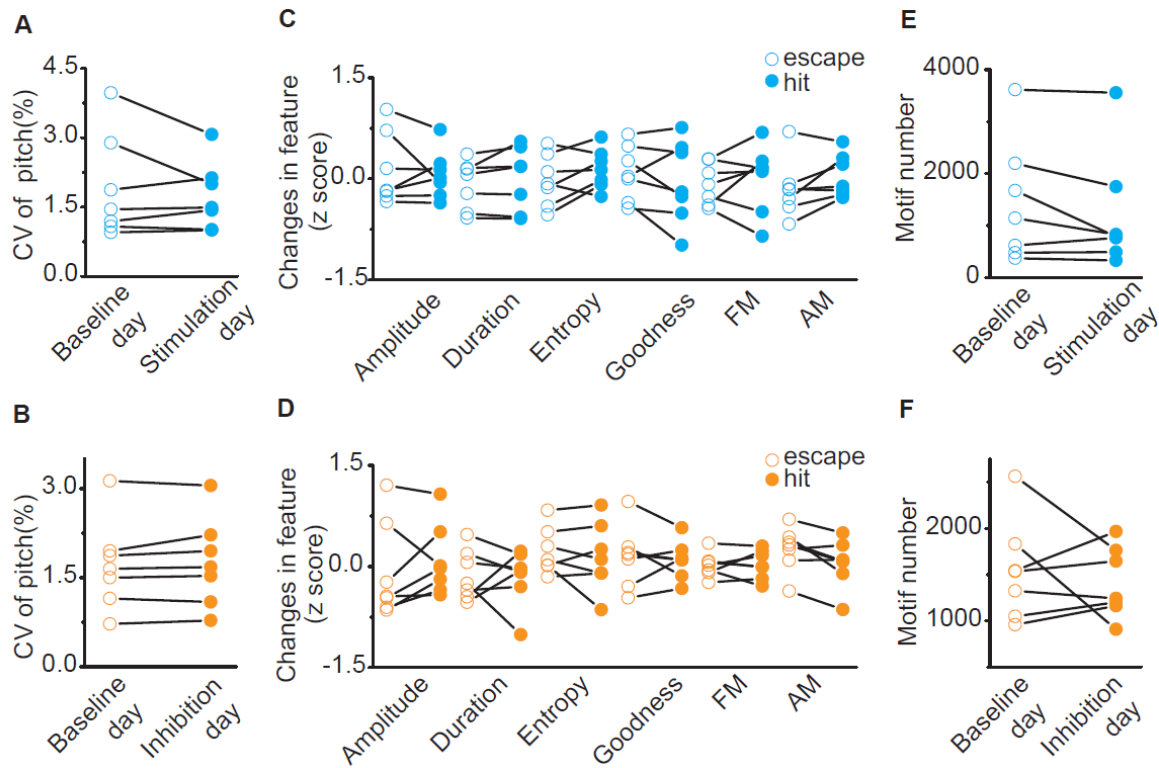 A
CV of pitch(%)
4.5
3.0
1.5
0.0
Baseline
day
Stimulation
day
C
Changes in feature
(z score)
1.5
0.0
-1.5
escape
hit
Amplitude
Duration
Entropy
Goodness
FM
AM
E
Motif number
4000
2000
0
Baseline
day
Stimulation
day
B
CV of pitch(%)
3.0
1.5
0.0
Baseline
day
Inhibition
day
D
Changes in feature
(z score)
1.5
0.0
-1.5
escape
hit
Amplitude
Duration
Entropy
Goodness
FM
AM
F
Motif number
2000
1000
Baseline
day
Inhibition
day